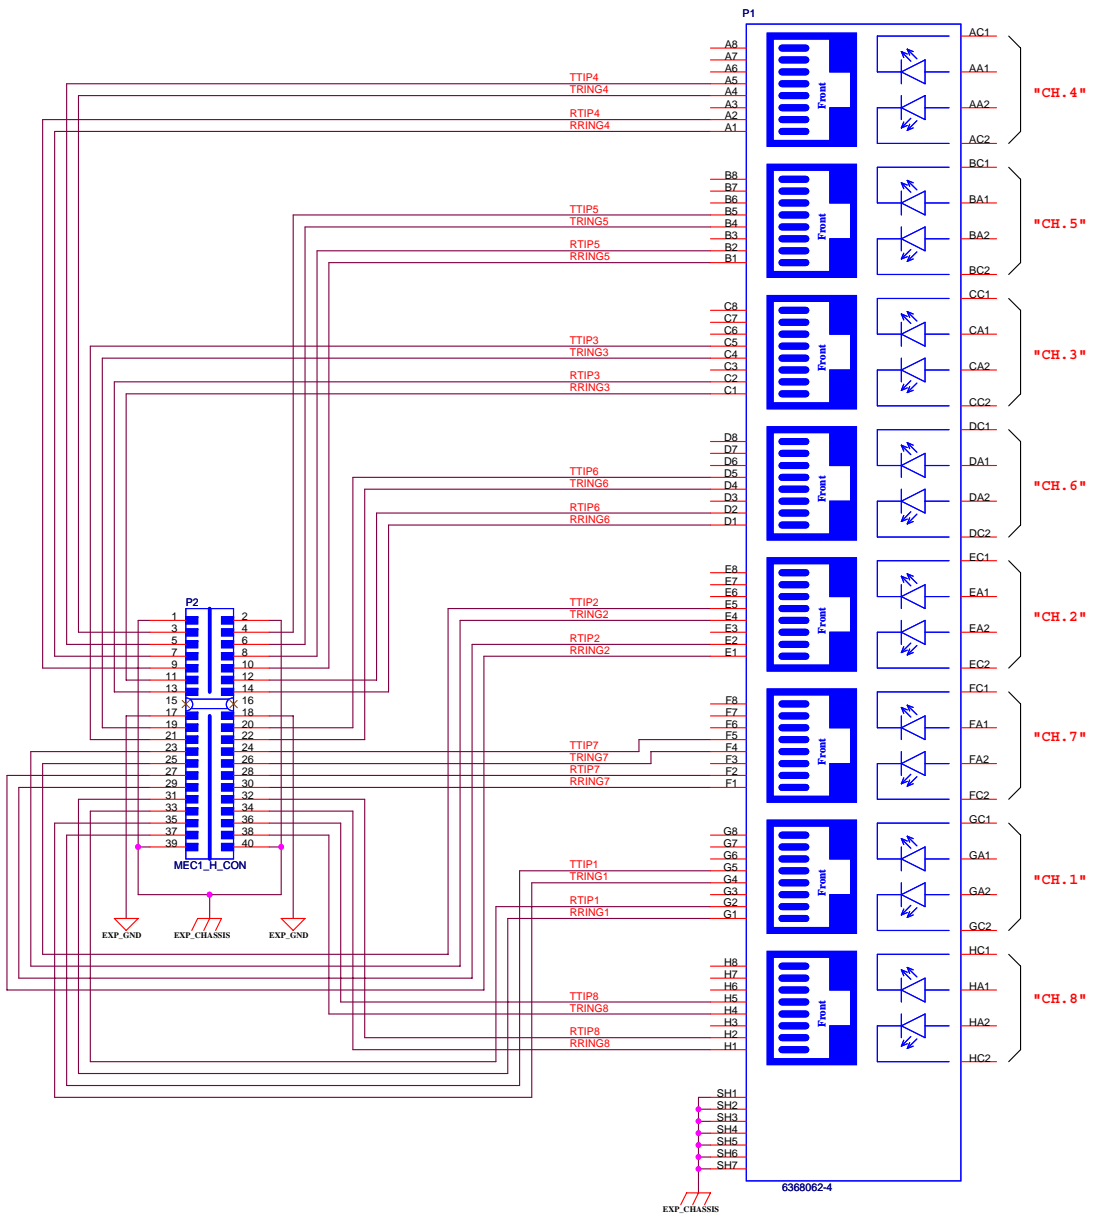 P1
A8
A7
A6
TTIP4 A5
TRING4 A4
A3
RTIP4 A2
RRING4 A1
Front
AC1
AA1
AA2
AC2
"CH.4"
B8
B7
B6
TTIP5 B5
TRING5 B4
B3
RTIP5 B2
RRING5 B1
Front
BC1
BA1
BA2
BC2
"CH.5"
C8
C7
C6
TTIP3 C5
TRING3 C4
C3
RTIP3 C2
RRING3 C1
Front
CC1
CA1
CA2
CC2
"CH.3"
D8
D7
D6
TTIP6 D5
TRING6 D4
D3
RTIP6 D2
RRING6 D1
Front
DC1
DA1
DA2
DC2
"CH.6"
E8
E7
E6
TTIP2 E5
TRING2 E4
E3
RTIP2 E2
RRING2 E1
Front
EC1
EA1
EA2
EC2
"CH.2"
P2
1 2
3 4
5 6
7 8
9 10
11 12
13 14
15 16
17 18
19 20
21 22
23 24
25 26
27 28
29 30
31 32
33 34
35 36
37 38
39 40
MEC1_H_CON
EXP_GND EXP_CHASSIS EXP_GND
F8
F7
F6
TTIP7 F5
TRING7 F4
F3
RTIP7 F2
RRING7 F1
Front
FC1
FA1
FA2
FC2
"CH.7"
G8
G7
G6
TTIP1 G5
TRING1 G4
G3
RTIP1 G2
RRING1 G1
Front
GC1
GA1
GA2
GC2
"CH.1"
H8
H7
H6
TTIP8 H5
TRING8 H4
H3
RTIP8 H2
RRING8 H1
Front
HC1
HA1
HA2
HC2
"CH.8"
SH1
SH2
SH3
SH4
SH5
SH6
SH7
6368062-4
EXP_CHASSIS